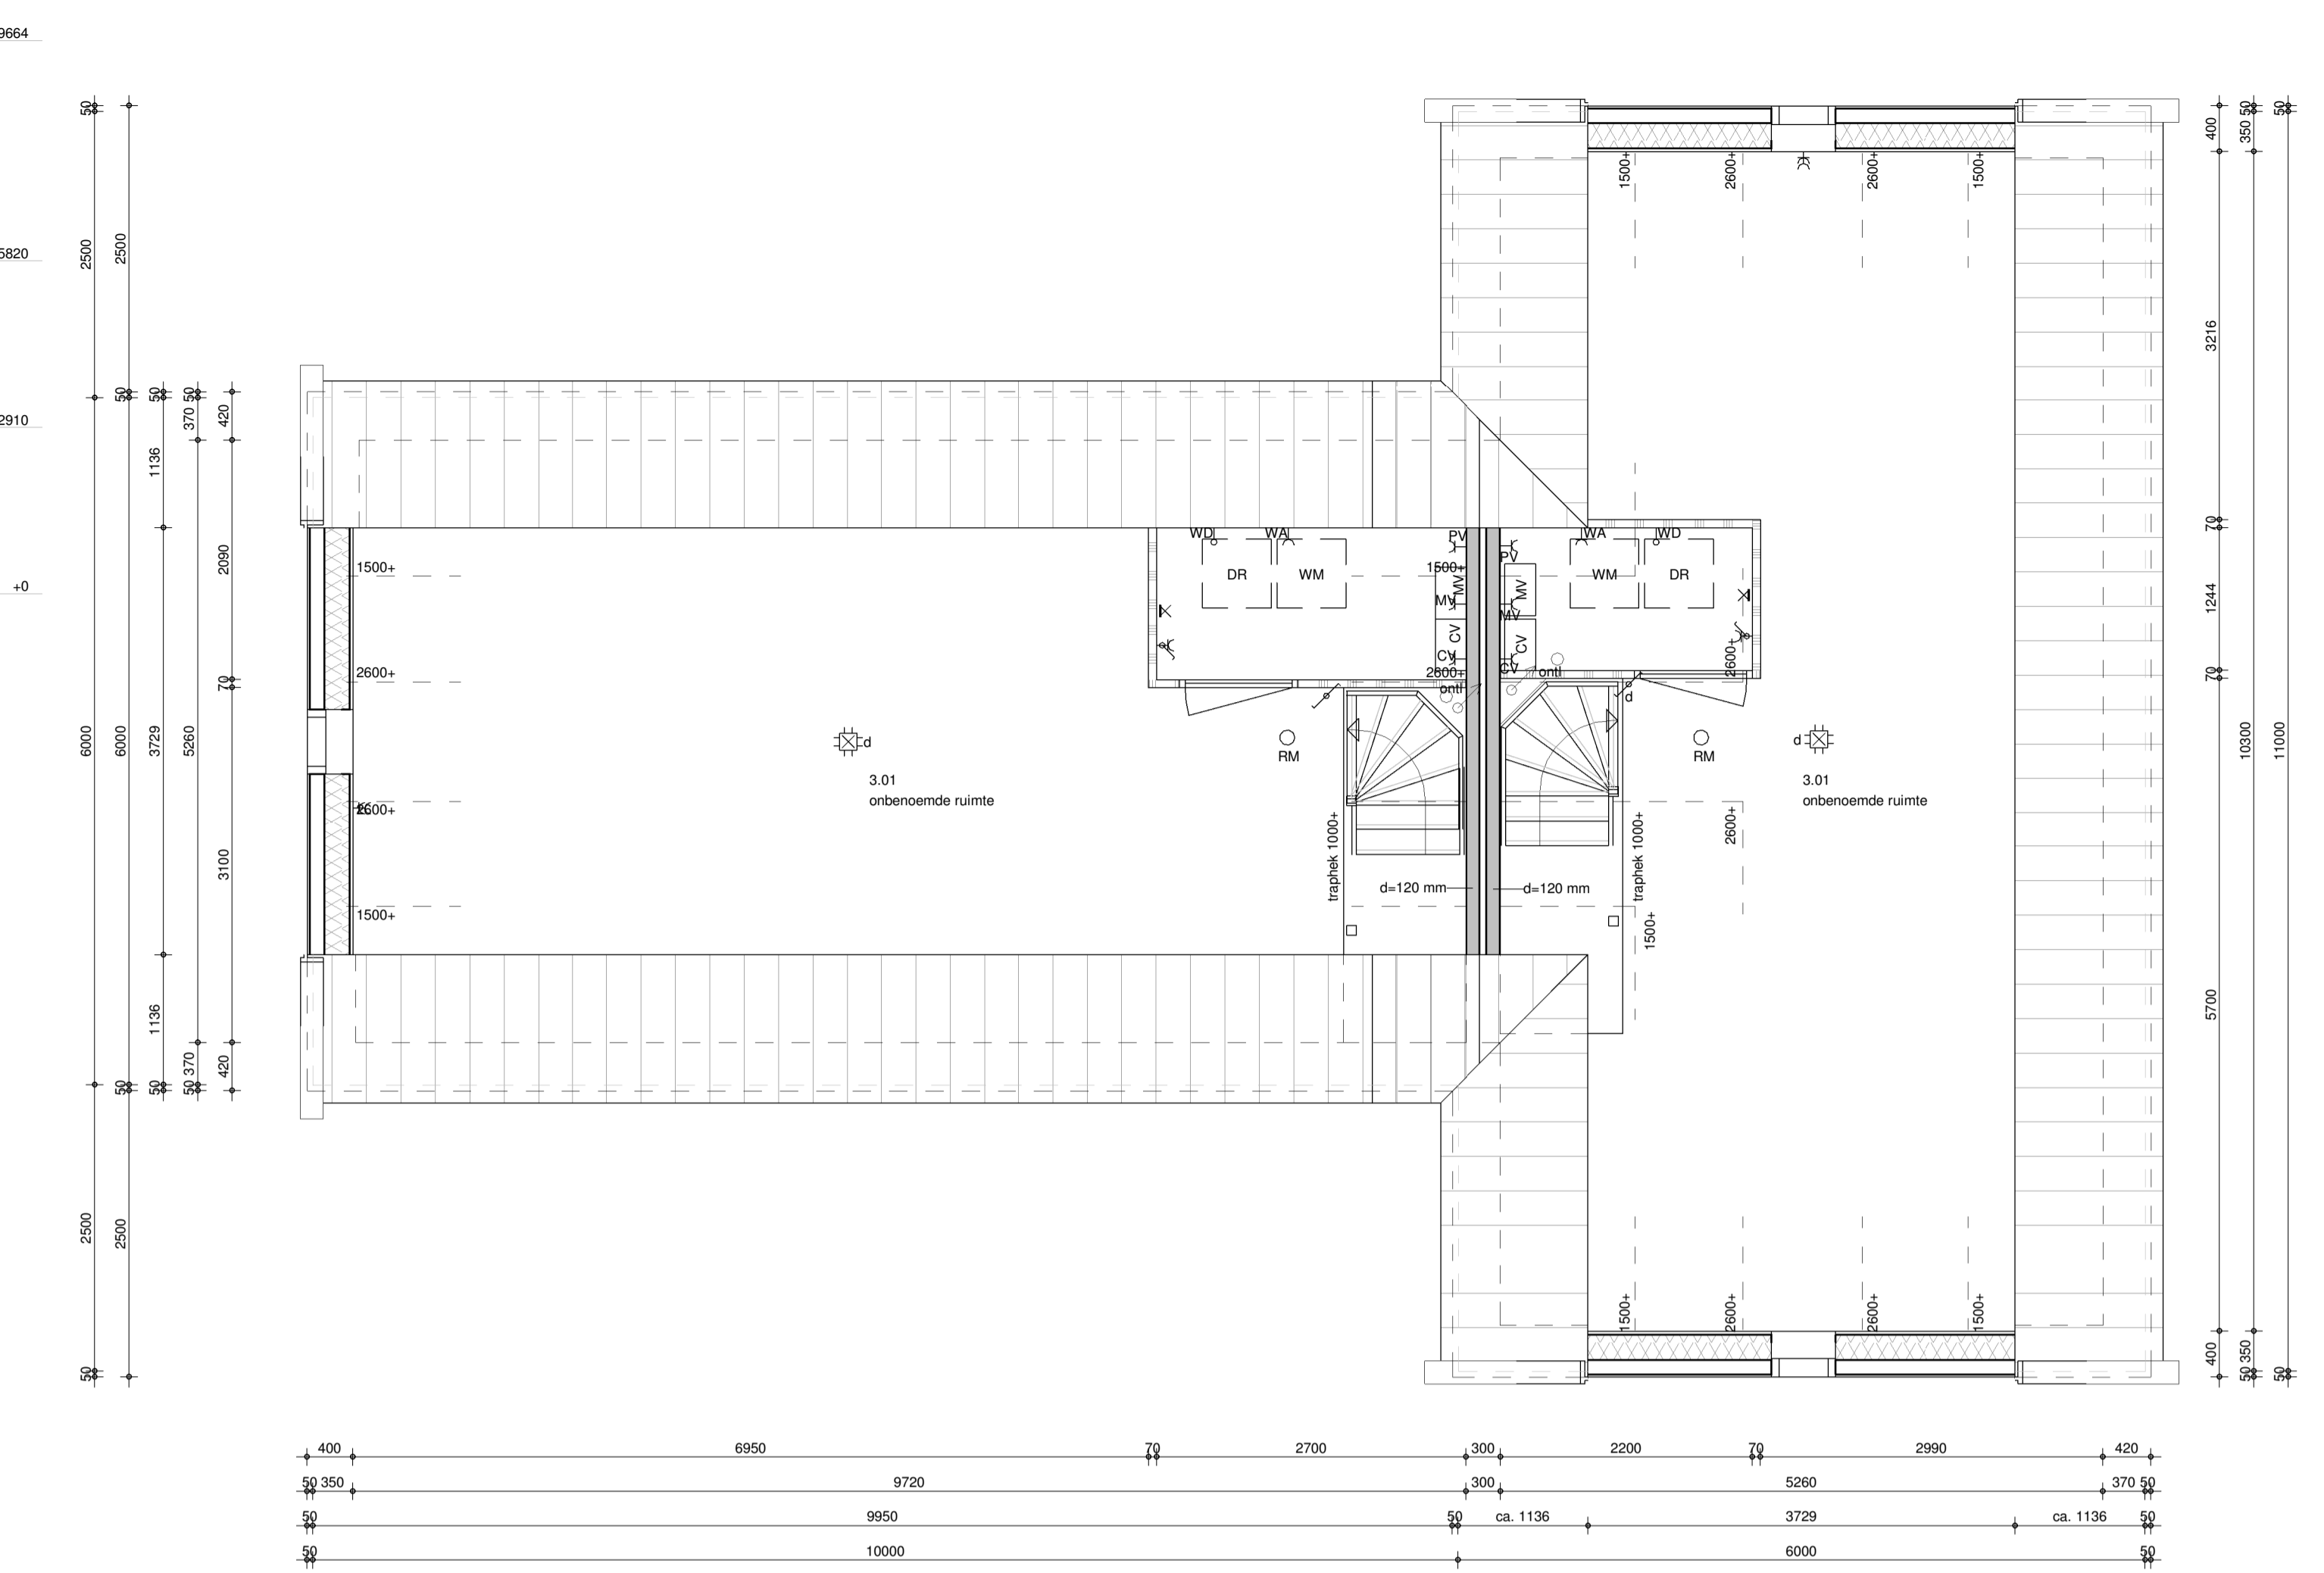 9664
5820
2910
+0
50
2500
6000
2500
50
2500
50
6000
50
2500
50
1136
3729
1136
50
50
370
5260
370
50
420
2090
70
3100
420
1500+
2600+
2600+
1500+
1500+
2600+
2600+
1500+
WD
WA
PV
DR
WM
1500+
MV
MV
CV
CV
2600+
ontl
PV
MV
MV
CV
CV
ontl
WA
WD
WM
DR
2600+
d
d
RM
3.01
onbenoemde ruimte
RM
d
3.01
onbenoemde ruimte
traphek 1000+
d=120 mm
d=120 mm
traphek 1000+
2600+
1500+
1500+
2600+
2600+
1500+
400
3216
70
1244
70
5700
400
50
350
10300
350
50
50
11000
50
400 6950 70 2700 300 2200 70 2990 420
50 350 9720 300 5260 370 50
50 9950 50 ca. 1136 3729 ca. 1136 50
50 10000 6000 50